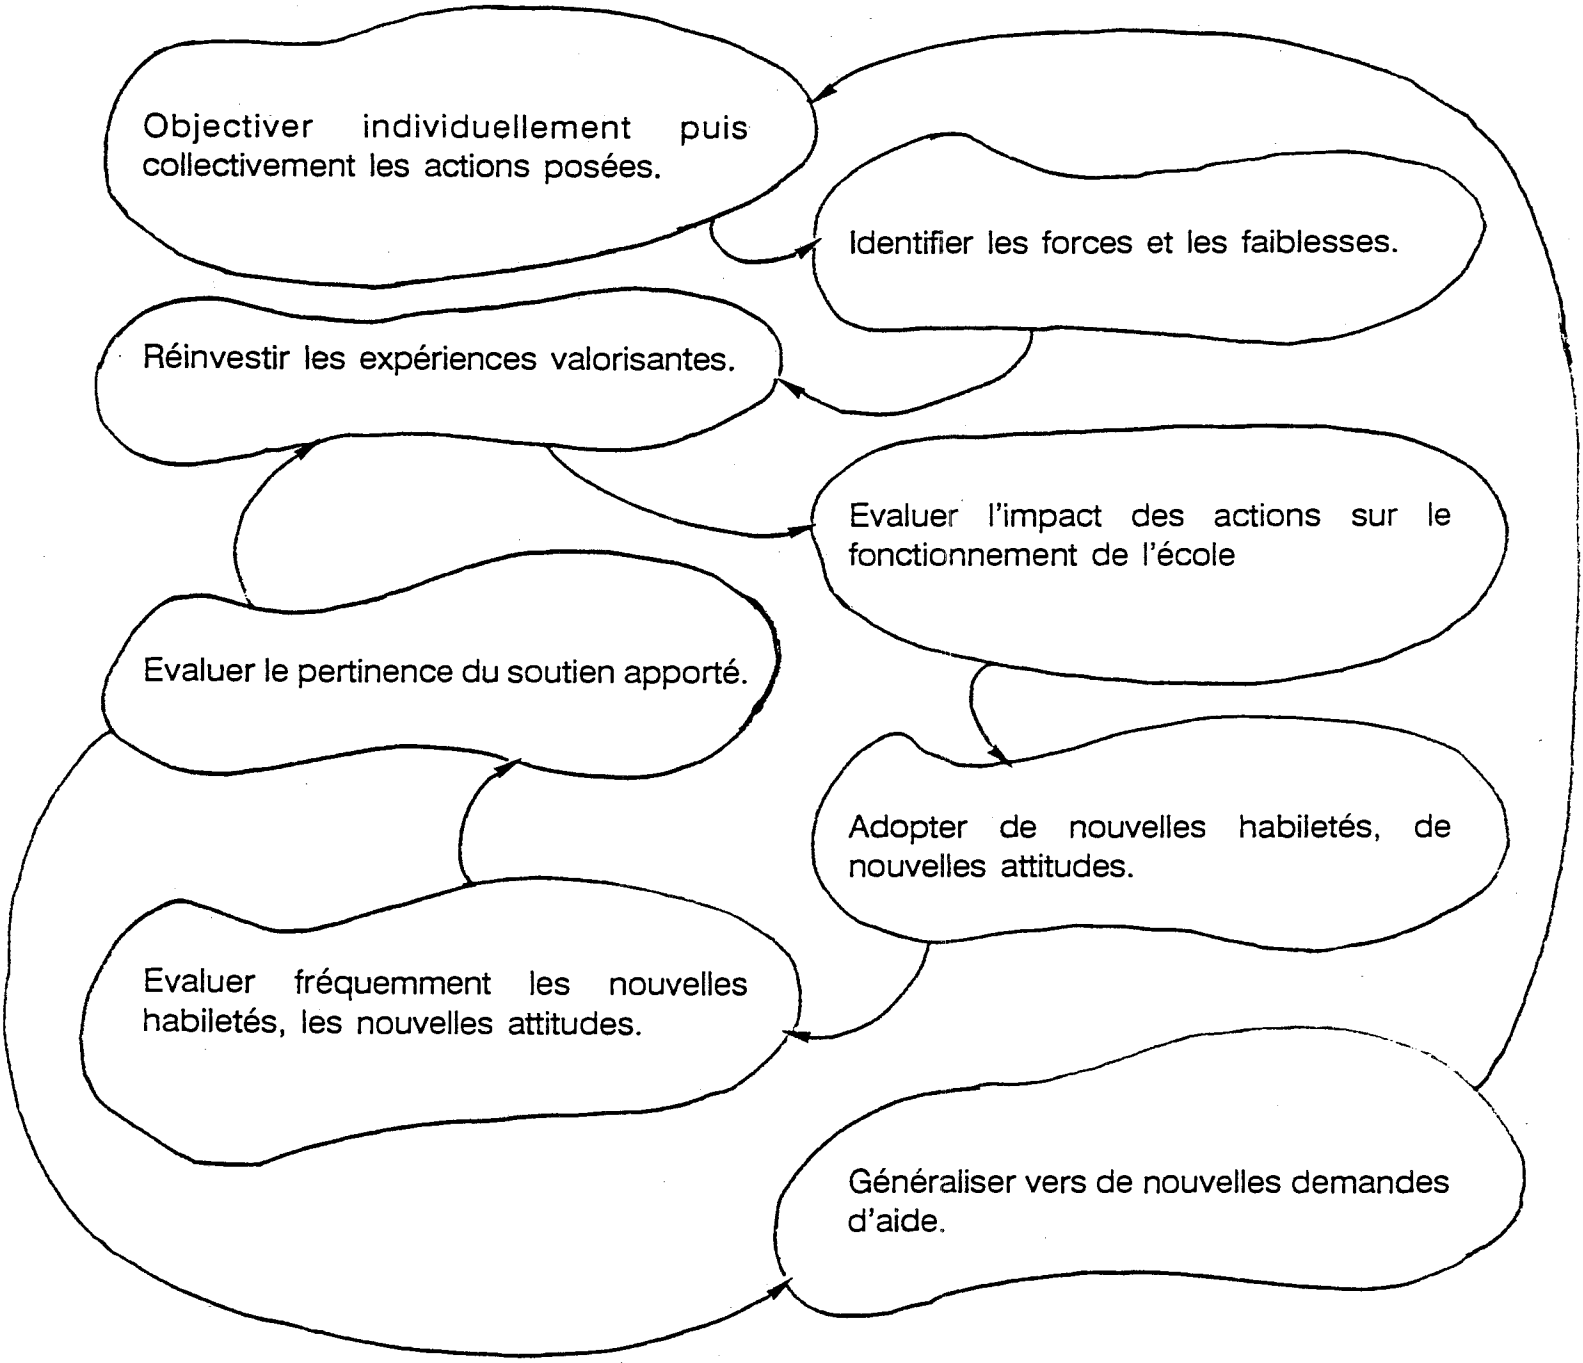 Objectiver individuellement puis
collectivement les actions posées.
Identifier les forces et les faiblesses.
Réinvestir les expériences valorisantes.
Evaluer l'impact des actions sur le
fonctionnement de l'école
Evaluer le pertinence du soutien apporté.
Adopter de nouvelles habiletés, de
nouvelles attitudes.
Evaluer fréquemment les nouvelles
habiletés, les nouvelles attitudes.
Généraliser vers de nouvelles demandes
d'aide.